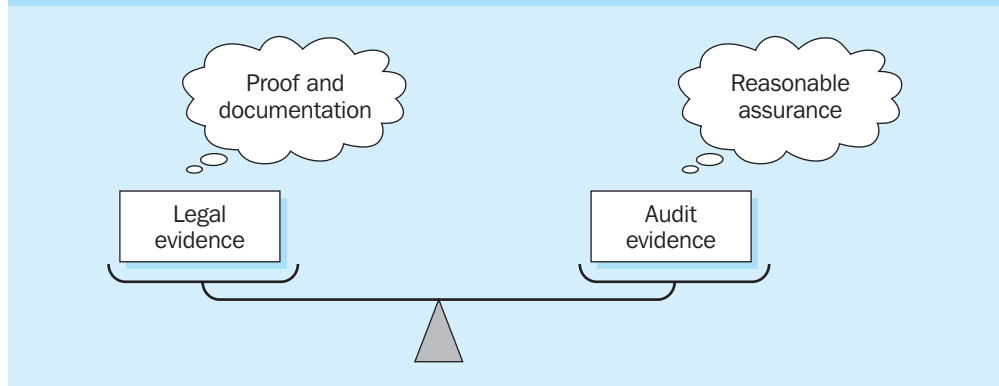 Proof and
documentation
Reasonable
assurance
Legal
evidence
Audit
evidence